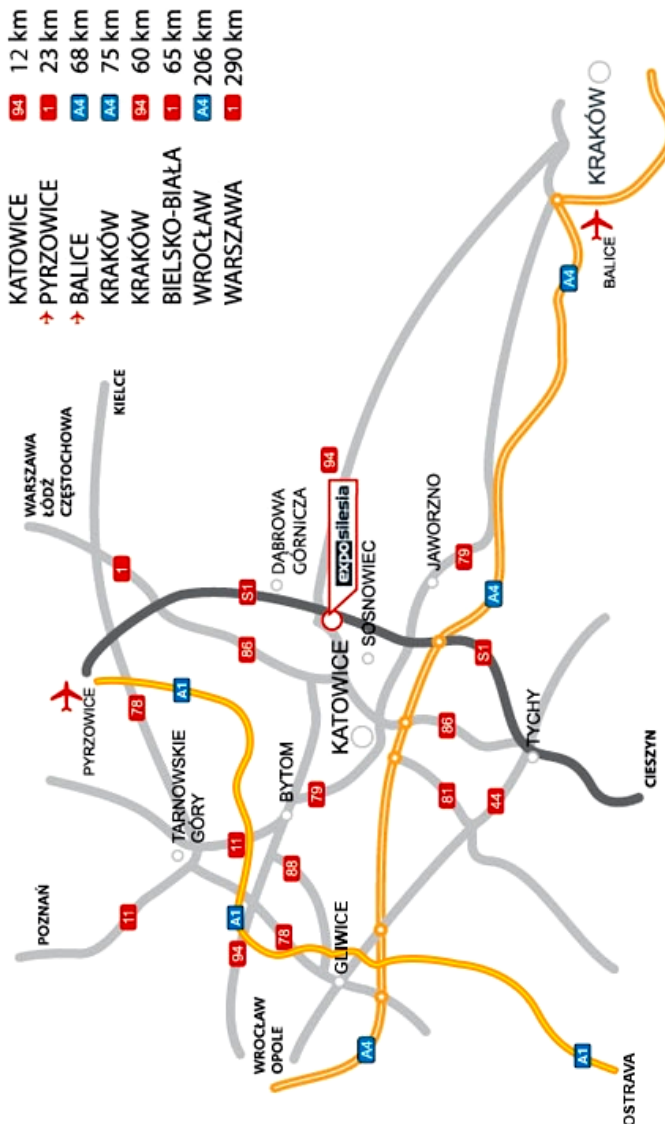 KATOWICE 94 12 km
PYRZOWICE 1 23 km
BALICE A4 68 km
KRAKÓW A4 75 km
KRAKÓW 94 60 km
BIELSKO-BIAŁA 1 65 km
WROCŁAW A4 206 km
WARSZAWA 1 290 km
POZNAŃ
11
TARNOWSKIE
GÓRY
PYRZOWICE
78
A1
WARSZAWA
ŁÓDŹ
CZĘSTOCHOWA
KIELCE
1
86
S1
DĄBROWA
GÓRNICZA
94
exposilesia
SOSNOWIEC
KATOWICE
A1
94
11
78
88
BYTOM
79
GLIWICE
WROCŁAW
OPOLE
A4
JAWORZNO
79
A4
S1
86
81
44
TYCHY
CIESZYN
A1
OSTRAVA
A4
BALICE
KRAKÓW